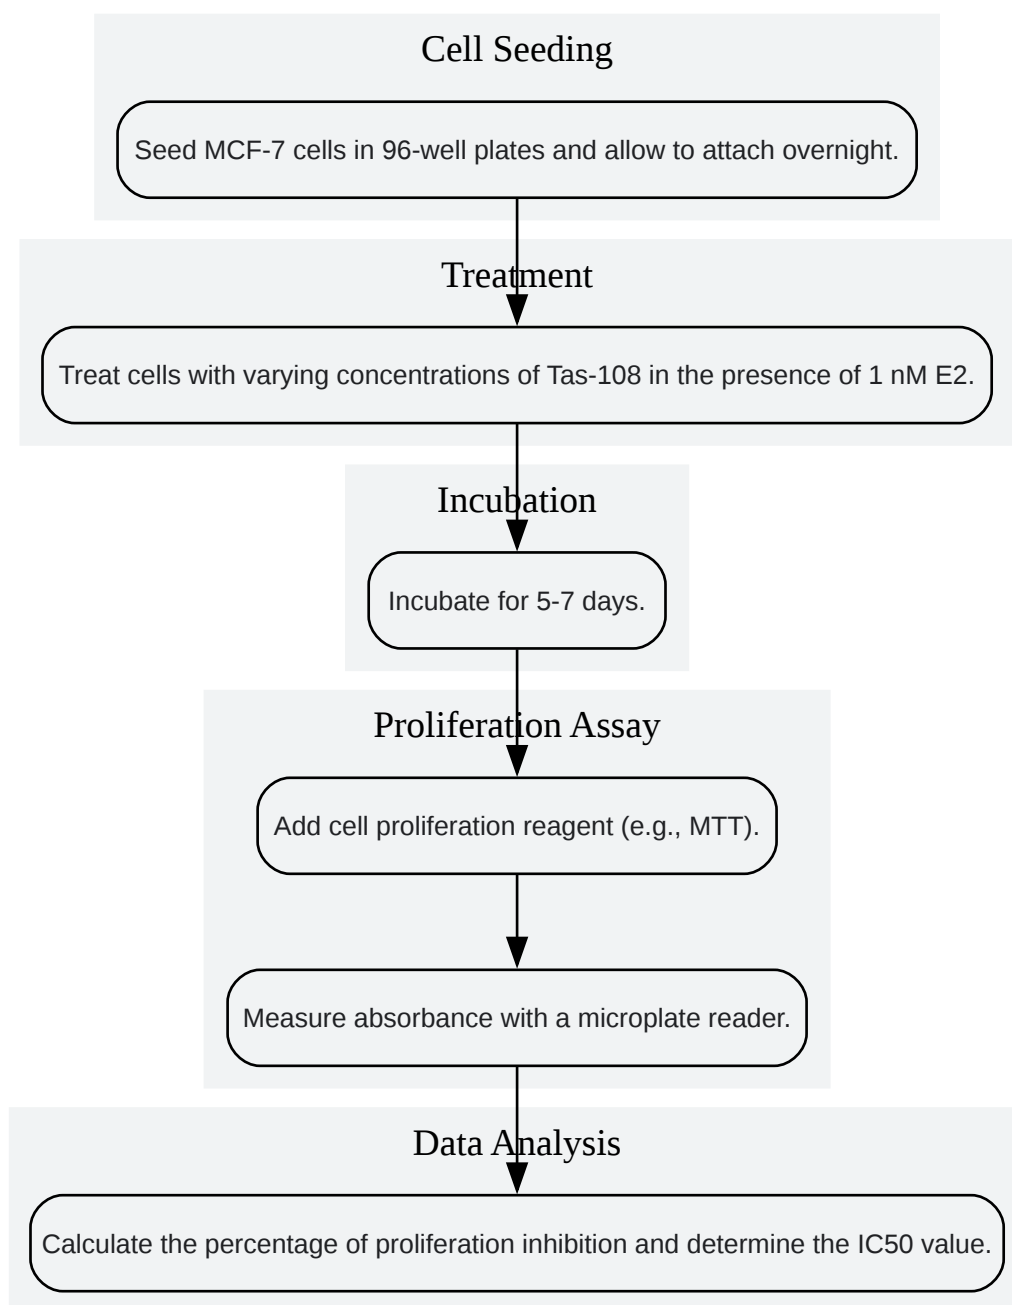 Cell Seeding
Seed MCF-7 cells in 96-well plates and allow to attach overnight.
Treatment
Treat cells with varying concentrations of Tas-108 in the presence of 1 nM E2.
Incubation
Incubate for 5-7 days.
Proliferation Assay
Add cell proliferation reagent (e.g., MTT).
Measure absorbance with a microplate reader.
Data Analysis
Calculate the percentage of proliferation inhibition and determine the IC50 value.